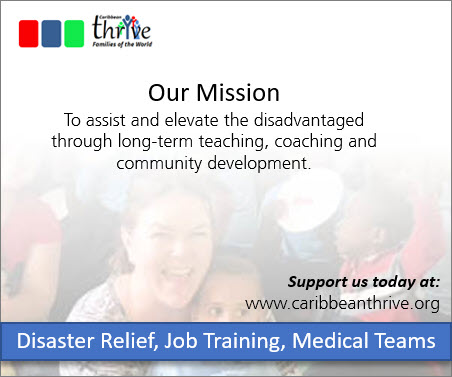 Caribbean
thrive
Families of the World
Our Mission
To assist and elevate the disadvantaged
through long-term teaching, coaching and
community development.
Support us today at:
www.caribbeanthrive.org
Disaster Relief, Job Training, Medical Teams